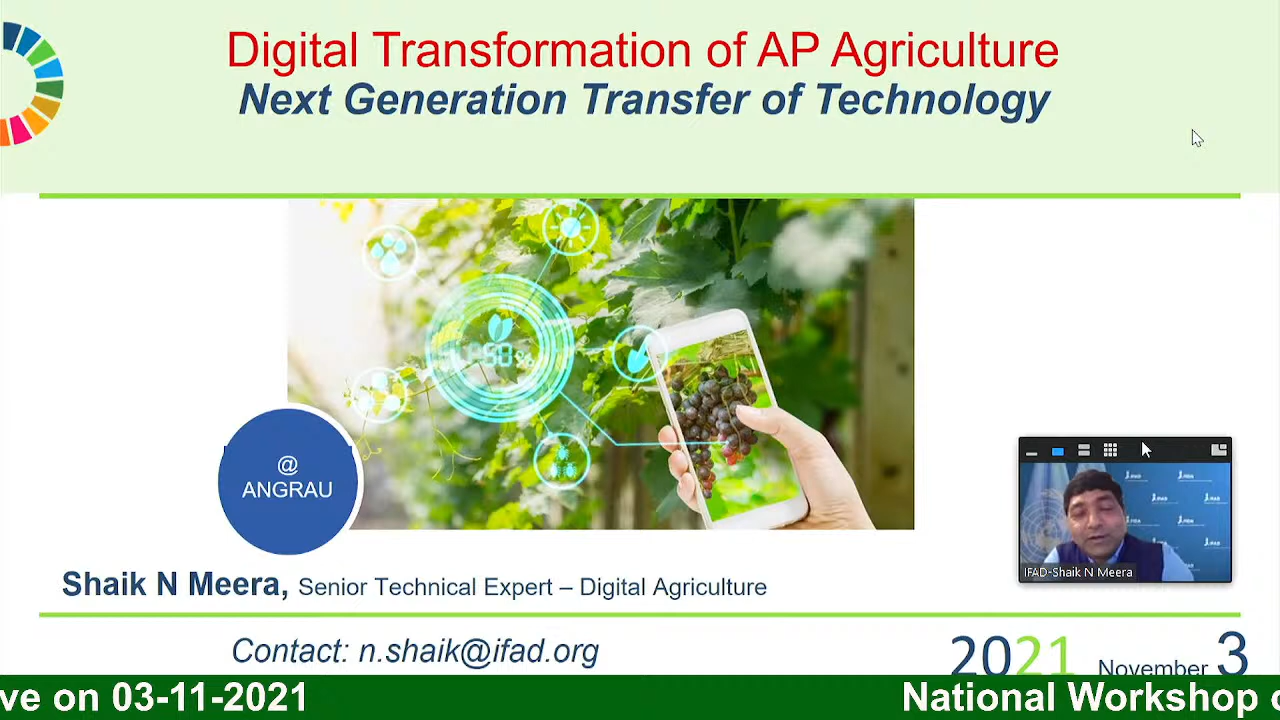 Digital Transformation of AP Agriculture
Next Generation Transfer of Technology
@
ANGRAU
IFAD-Shaik N Meera
Shaik N Meera, Senior Technical Expert – Digital Agriculture
Contact: n.shaik@ifad.org
2021 November 3
ve on 03-11-2021 National Workshop